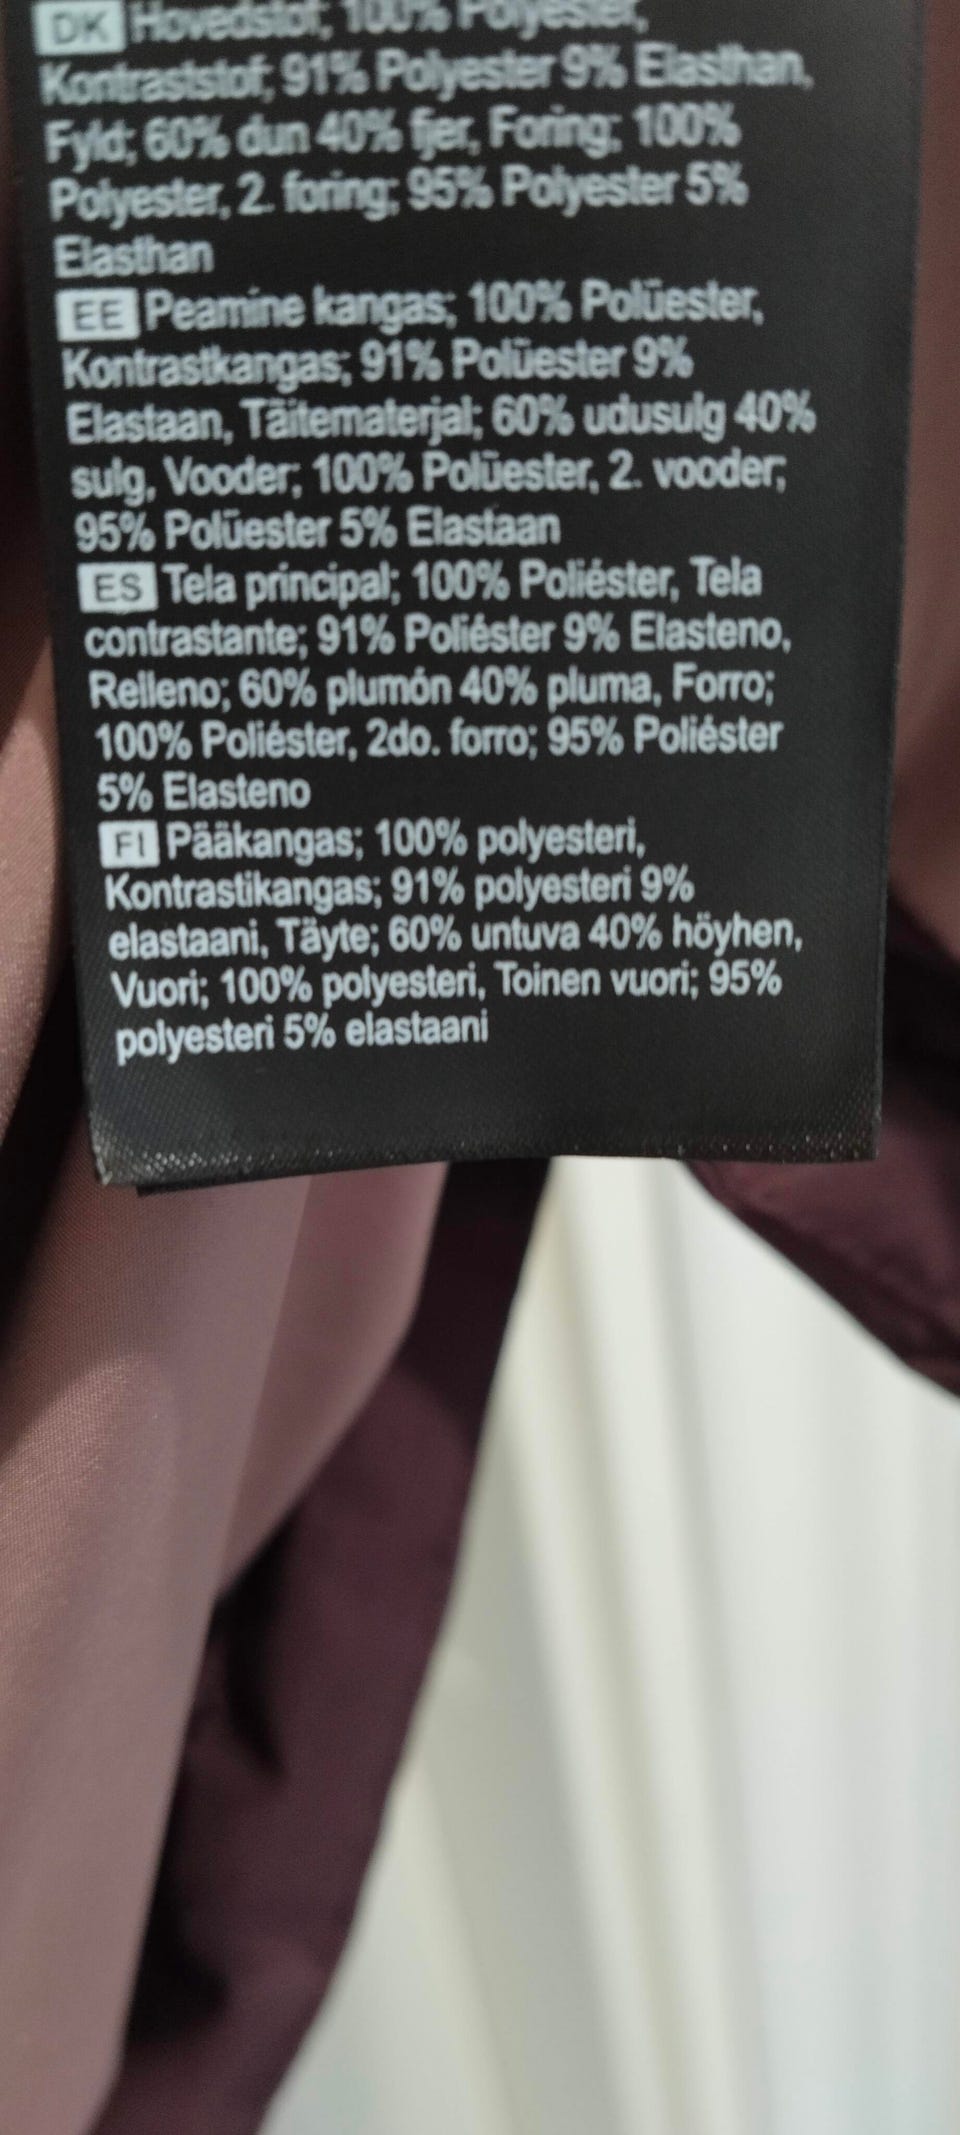 DK Hovedstof; 100% Polyester,
Kontraststof; 91% Polyester 9% Elasthan,
Fyld; 60% dun 40% fjer, Foring; 100%
Polyester, 2. foring; 95% Polyester 5%
Elasthan
EE Peamine kangas; 100% Polüester,
Kontrastkangas; 91% Polüester 9%
Elastaan, Täitematerjal; 60% udusulg 40%
sulg, Vooder; 100% Polüester, 2. vooder;
95% Polüester 5% Elastaan
ES Tela principal; 100% Poliéster, Tela
contrastante; 91% Poliéster 9% Elasteno,
Relleno; 60% plumón 40% pluma, Forro;
100% Poliéster, 2do. forro; 95% Poliéster
5% Elasteno
FI Pääkangas; 100% polyesteri,
Kontrastikangas; 91% polyesteri 9%
elastaani, Täyte; 60% untuva 40% höyhen,
Vuori; 100% polyesteri, Toinen vuori; 95%
polyesteri 5% elastaani